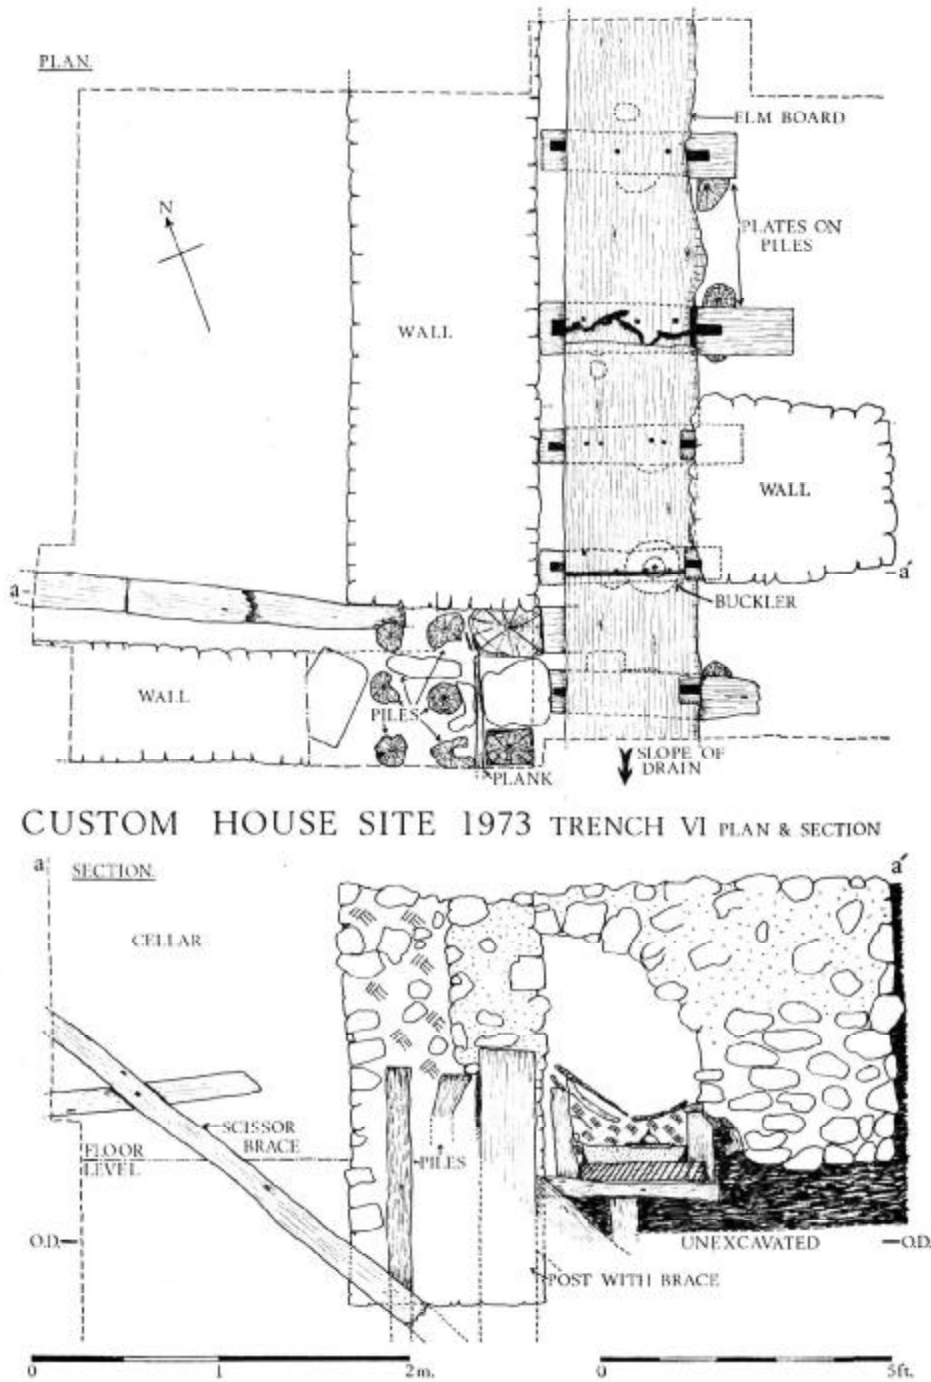 PLAN.
ELM BOARD
N
PLATES ON
PILES
WALL
WALL
a
a'
BUCKLER
WALL
PILES
PLANK
SLOPE OF
DRAIN
CUSTOM HOUSE SITE 1973 TRENCH VI PLAN & SECTION
a
SECTION.
a'
CELLAR
SCISSOR
BRACE
FLOOR
LEVEL
PILES
O.D.
UNEXCAVATED
O.D.
POST WITH BRACE
0 1 2m.
0 5ft.